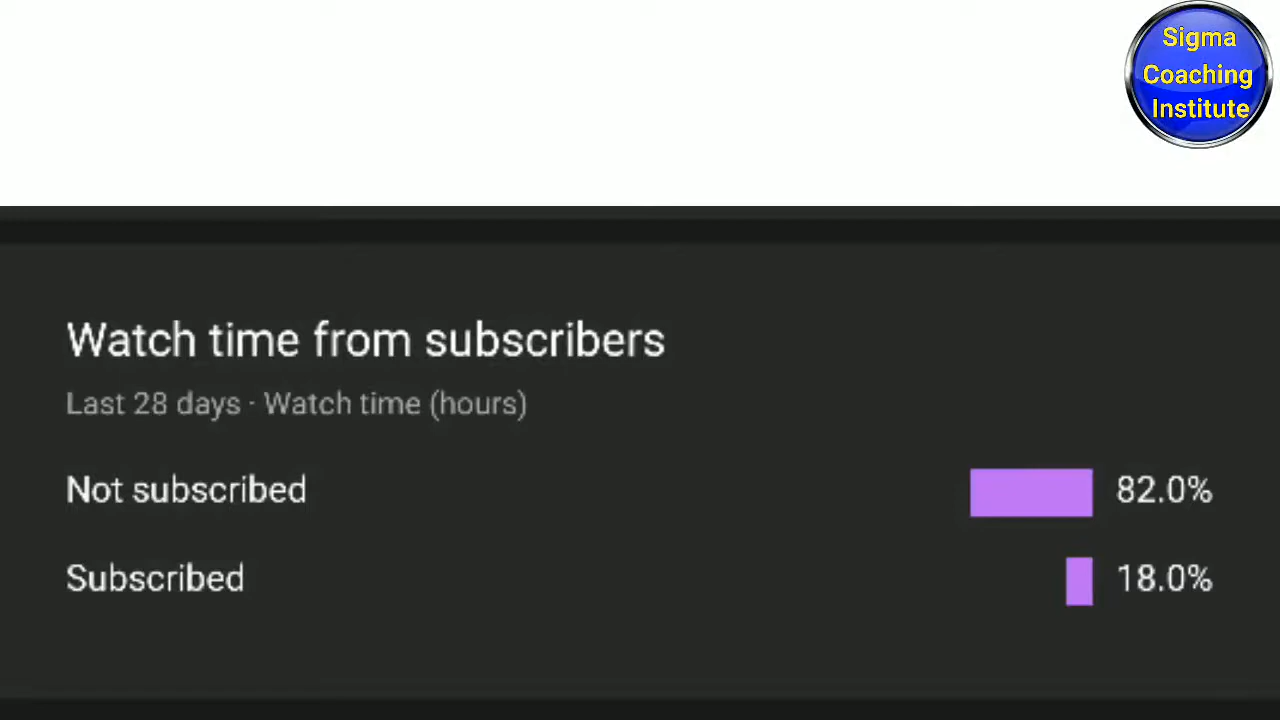 Sigma
Coaching
Institute
Watch time from subscribers
Last 28 days · Watch time (hours)
Not subscribed 82.0%
Subscribed 18.0%